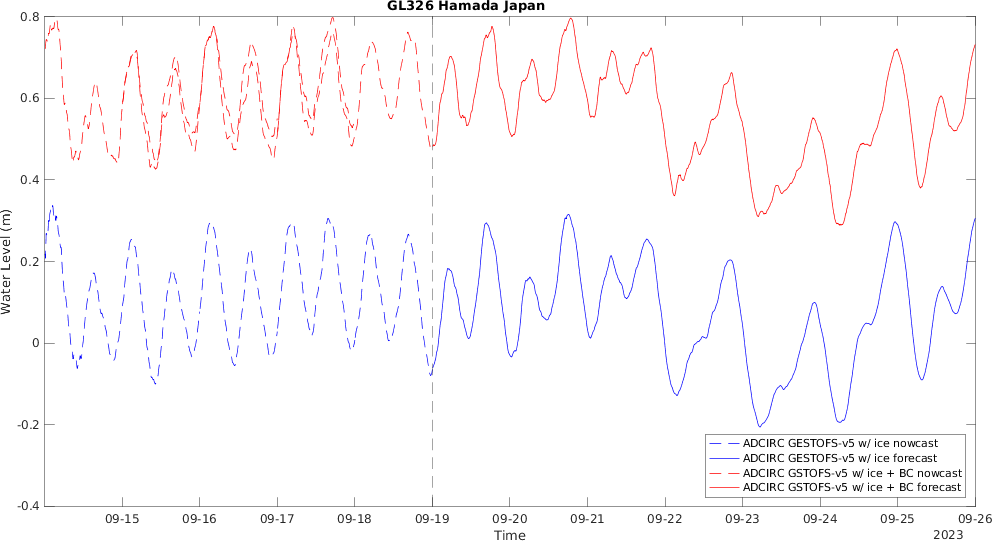 GL326 Hamada Japan
0.8
0.6
0.4
0.2
0
-0.2
-0.4
Water Level (m)
ADCIRC GESTOFS-v5 w/ ice nowcast
ADCIRC GESTOFS-v5 w/ ice forecast
ADCIRC GSTOFS-v5 w/ ice + BC nowcast
ADCIRC GSTOFS-v5 w/ ice + BC forecast
09-15 09-16 09-17 09-18 09-19 09-20 09-21 09-22 09-23 09-24 09-25 09-26
Time
2023